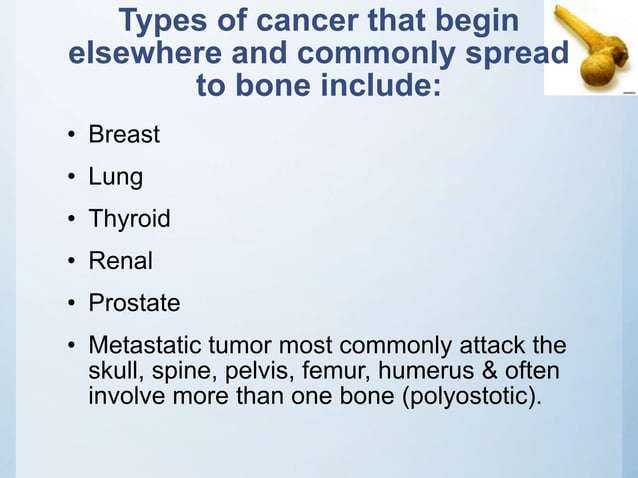 Types of cancer that begin
elsewhere and commonly spread
to bone include:
• Breast
• Lung
• Thyroid
• Renal
• Prostate
• Metastatic tumor most commonly attack the
skull, spine, pelvis, femur, humerus & often
involve more than one bone (polyostotic).